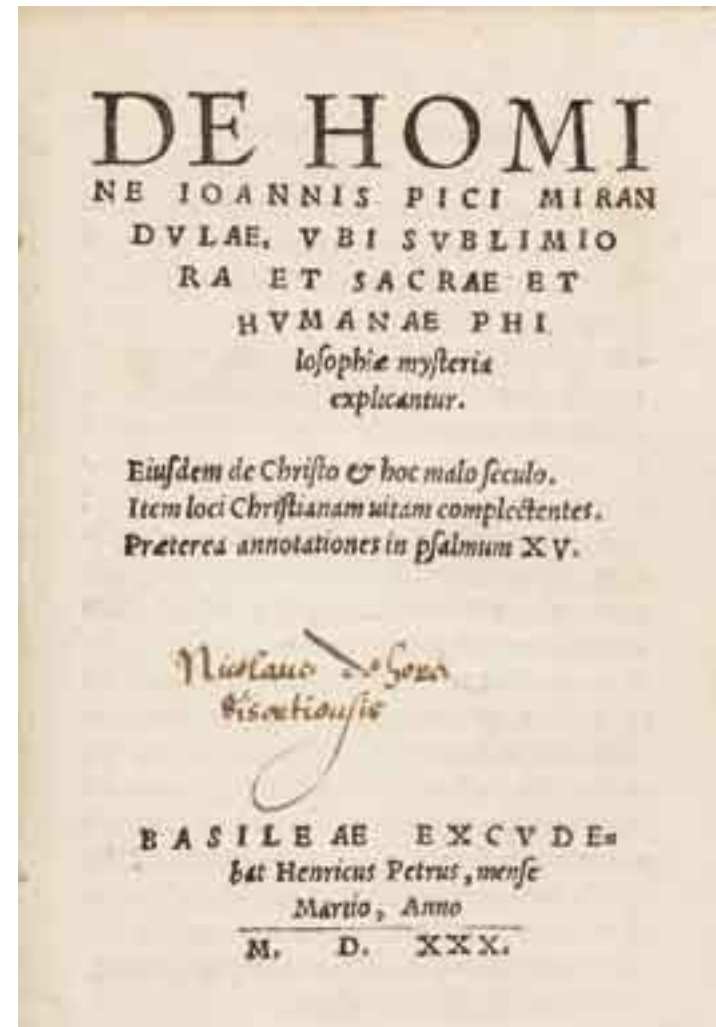 DE HOMI
NE IOANNIS PICI MIRAN
DVLAE, VBI SVBLIMIO
RA ET SACRAE ET
HVMANAE PHI
loſophiæ myſteria
explicantur.
Eiuſdem de Chriſto & hoc malo ſeculo.
Item loci Chriſtianam uitam complectentes.
Præterea annotationes in pſalmum XV.
Nicolaus de
BASILEAE EXCVDE=
bat Henricus Petrus, menſe
Martio, Anno
M. D. XXX.